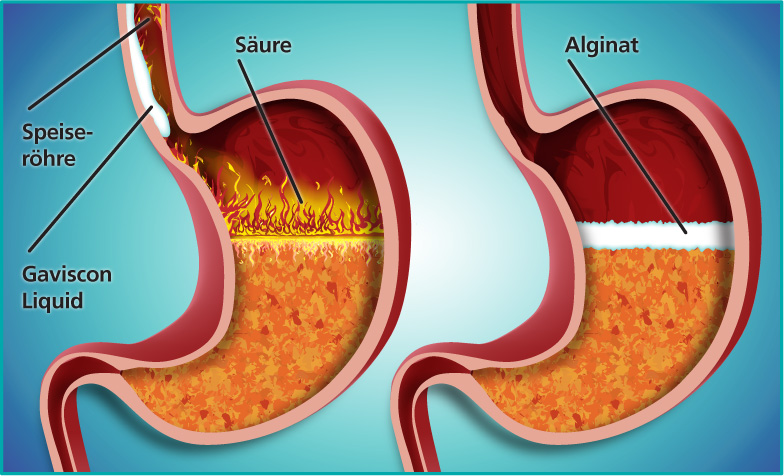 Säure
Alginat
Speise-
röhre
Gaviscon
Liquid